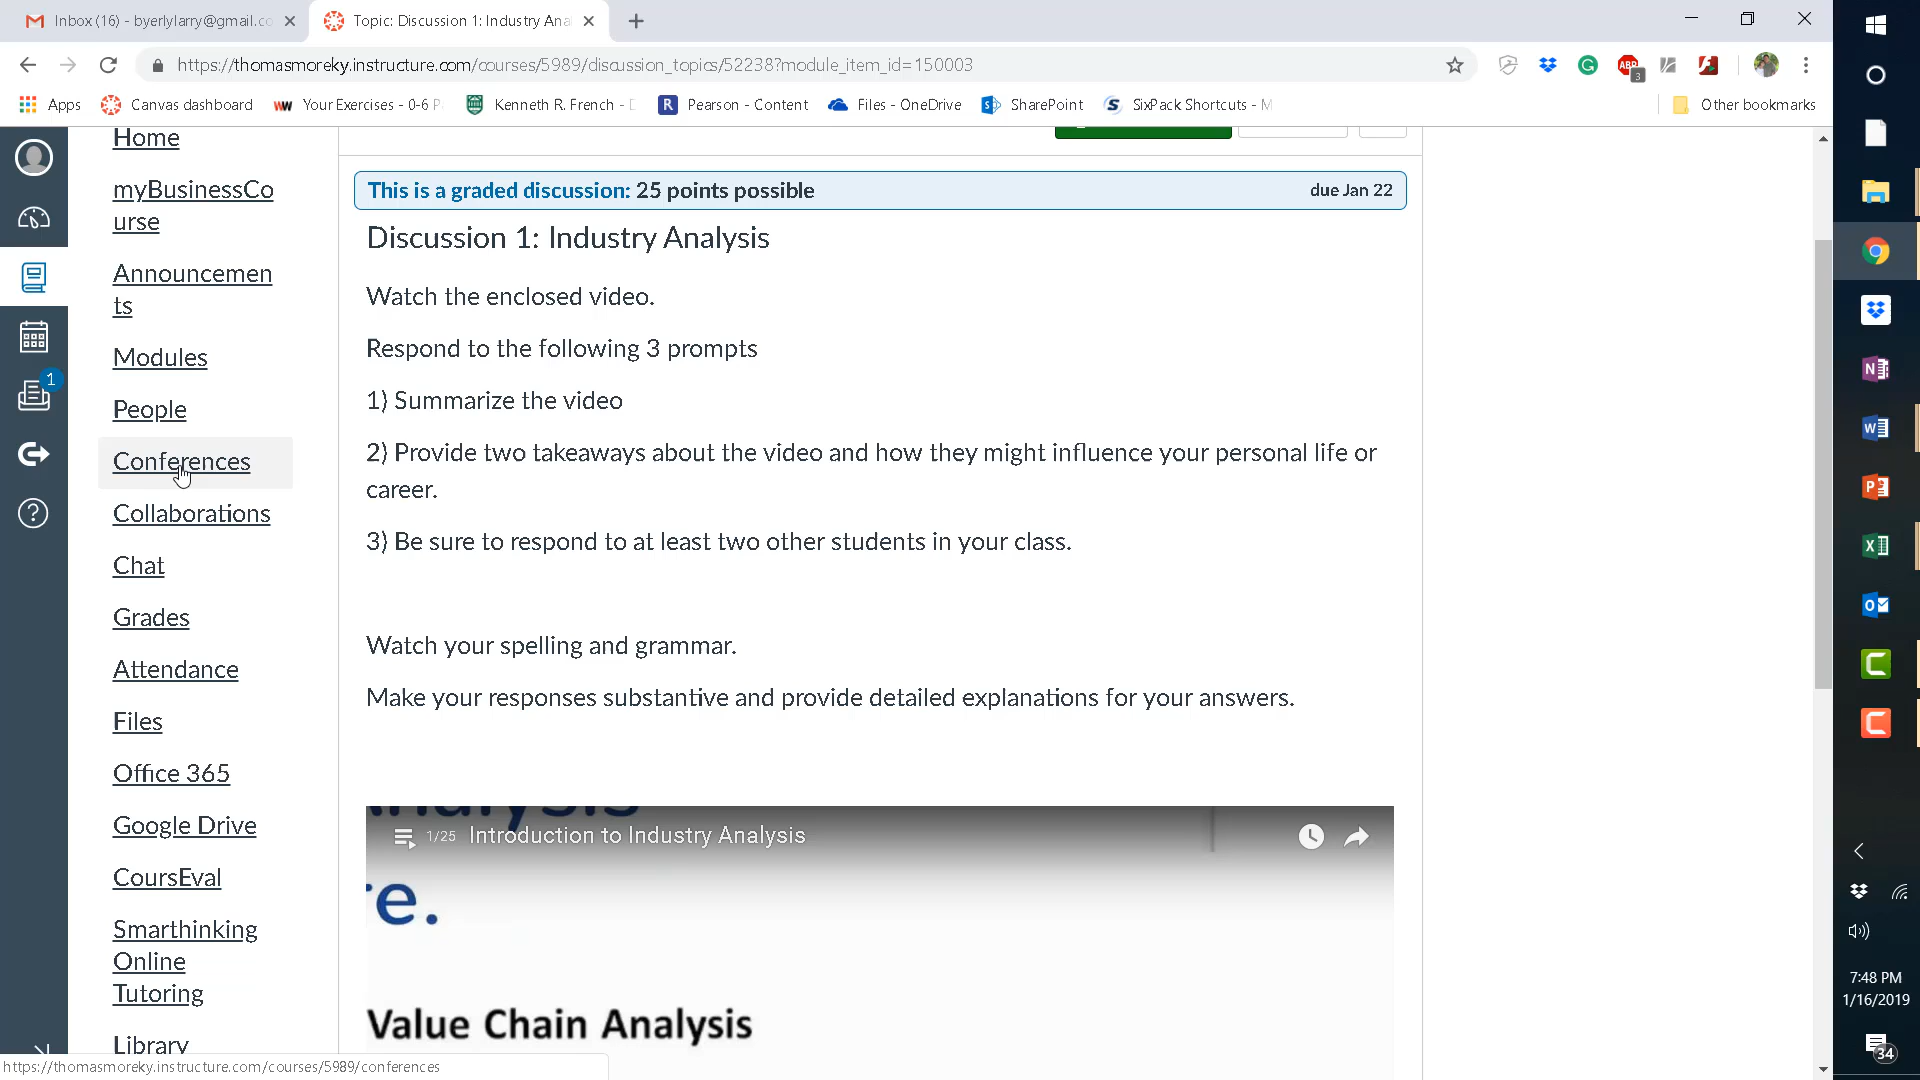 Inbox (16) - byerlylarry@gmail.co
Topic: Discussion 1: Industry Ana
https://thomasmoreky.instructure.com/courses/5989/discussion_topics/52238?module_item_id=150003
ABP
3
Apps
Canvas dashboard
Your Exercises - 0-6 P
Kenneth R. French - D
Pearson - Content
Files - OneDrive
SharePoint
SixPack Shortcuts - M
Other bookmarks
Home
myBusinessCo
urse
Announcemen
ts
Modules
People
Conferences
Collaborations
Chat
Grades
Attendance
Files
Office 365
Google Drive
CoursEval
Smarthinking
Online
Tutoring
Library
1
This is a graded discussion: 25 points possible
due Jan 22
Discussion 1: Industry Analysis
Watch the enclosed video.
Respond to the following 3 prompts
1) Summarize the video
2) Provide two takeaways about the video and how they might influence your personal life or
career.
3) Be sure to respond to at least two other students in your class.
Watch your spelling and grammar.
Make your responses substantive and provide detailed explanations for your answers.
Analysis
1/25 Introduction to Industry Analysis
re.
Value Chain Analysis
https://thomasmoreky.instructure.com/courses/5989/conferences
7:48 PM
1/16/2019
34